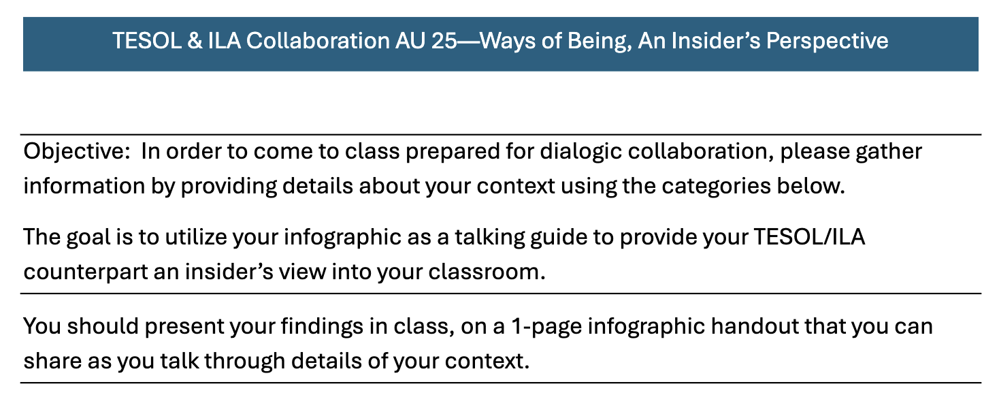 TESOL & ILA Collaboration AU 25—Ways of Being, An Insider’s Perspective
Objective:  In order to come to class prepared for dialogic collaboration, please gather
information by providing details about your context using the categories below.
The goal is to utilize your infographic as a talking guide to provide your TESOL/ILA
counterpart an insider’s view into your classroom.
You should present your findings in class, on a 1-page infographic handout that you can
share as you talk through details of your context.